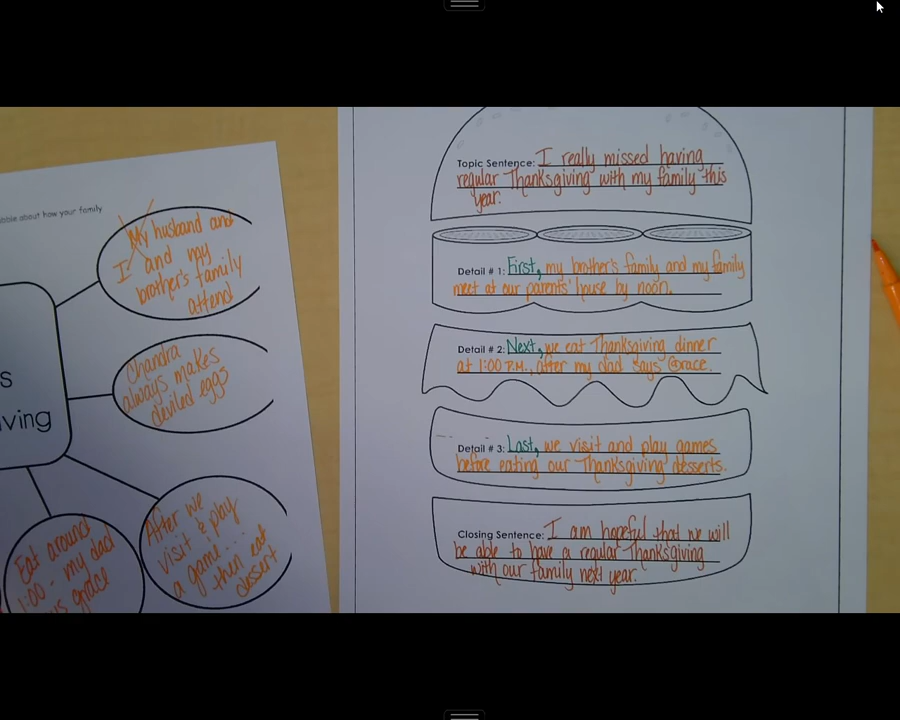 bble about how your family
My husband and
I and my
brother's family
attend
Chandra
always makes
deviled eggs
s
iving
After we
visit & play
a game...
then eat
dessert
Eat around
1:00 - my dad
grace
Topic Sentence: I really missed having
regular Thanksgiving with my family this
year.
Detail # 1: First, my brother's family and my family
meet at our parents' house by noon.
Detail # 2: Next, we eat Thanksgiving dinner
at 1:00 P.M., after my dad says Grace.
Detail # 3: Last, we visit and play games
before eating our Thanksgiving desserts.
Closing Sentence: I am hopeful that we will
be able to have a regular Thanksgiving
with our family next year.